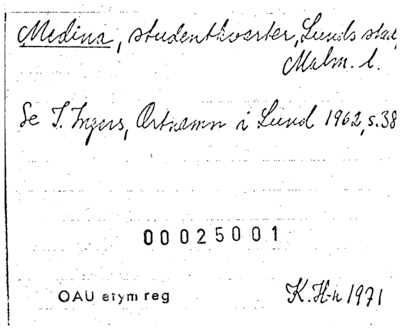 Medina, studentkvarter, Lunds stad,
Malm. l.
Se I. Ingers, Ortnamn i Lund 1962, s. 38
00025001
OAU etym reg
K. H-n 1971